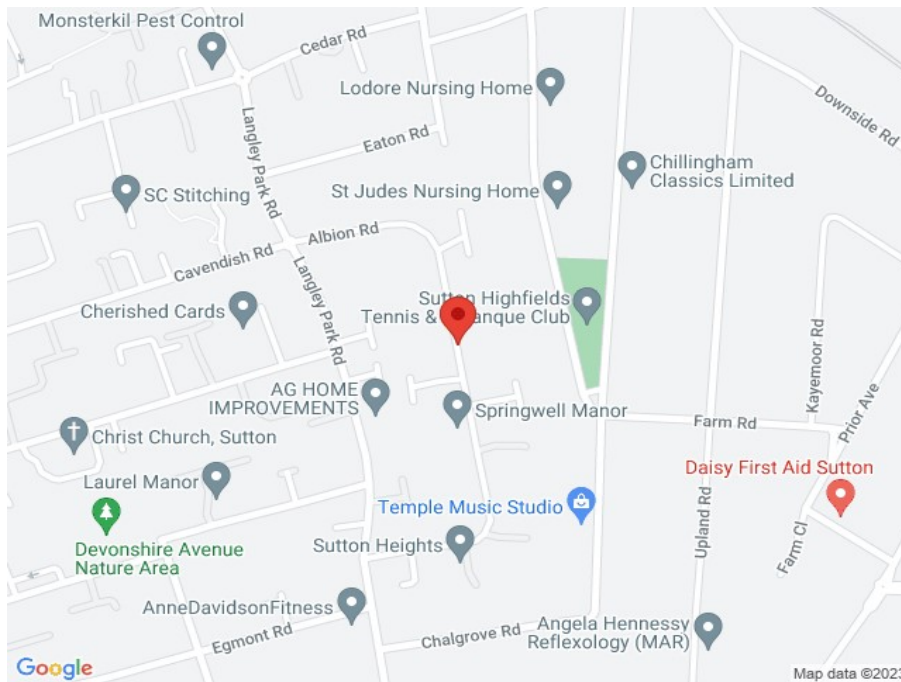 Monsterkil Pest Control
Cedar Rd
Lodore Nursing Home
Downside Rd
Langley Park Rd
Eaton Rd
Chillingham
Classics Limited
SC Stitching
St Judes Nursing Home
Albion Rd
Cavendish Rd
Langley Park Rd
Cherished Cards
Sutton Highfields
Tennis & Club
Kayemoor Rd
AG HOME
IMPROVEMENTS
Springwell Manor
Farm Rd
Prior Ave
Christ Church, Sutton
Laurel Manor
Daisy First Aid Sutton
Temple Music Studio
Upland Rd
Devonshire Avenue
Nature Area
Sutton Heights
Farm Cl
AnneDavidsonFitness
Egmont Rd
Chalgrove Rd
Angela Hennessy
Reflexology (MAR)
Google
Map data ©2023